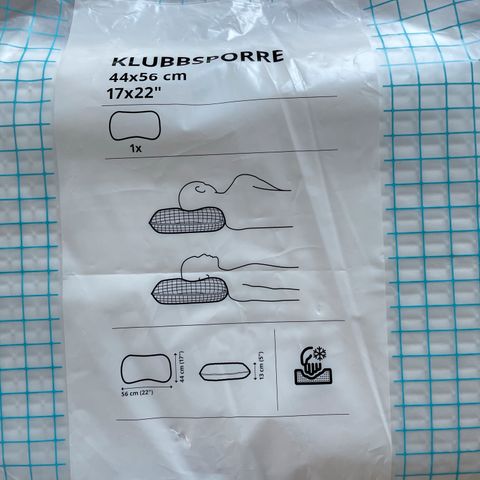 KLUBBSPORRE
44x56 cm
17x22"
1x
44 cm (17")
56 cm (22")
13 cm (5")